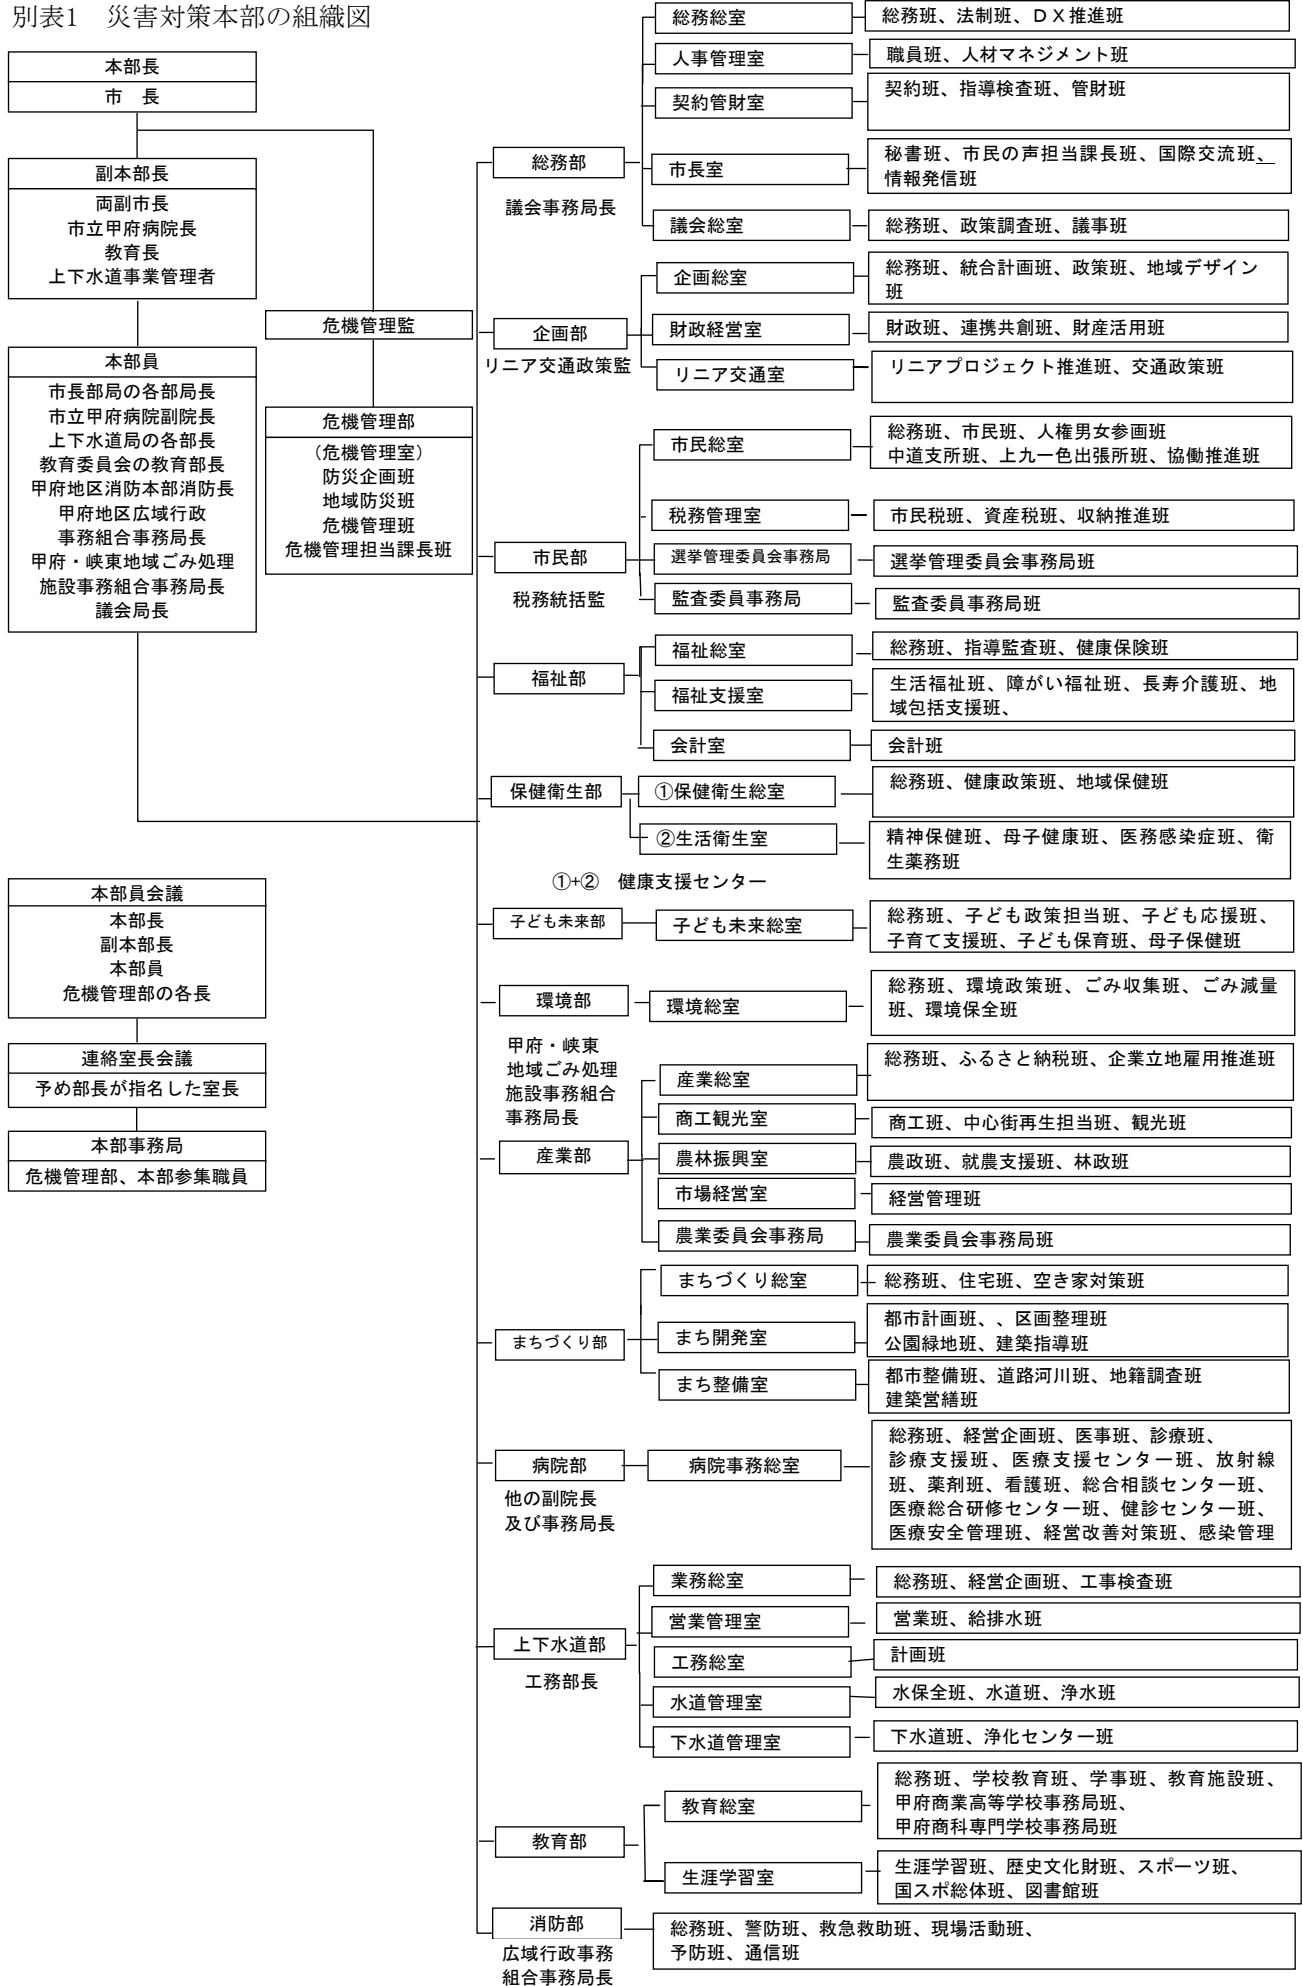 別表1　災害対策本部の組織図
本部長
市　長
副本部長
両副市長
市立甲府病院長
教育長
上下水道事業管理者
本部員
市長部局の各部局長
市立甲府病院副院長
上下水道局の各部長
教育委員会の教育部長
甲府地区消防本部消防長
甲府地区広域行政
事務組合事務局長
甲府・峡東地域ごみ処理
施設事務組合事務局長
議会局長
危機管理監
危機管理部
（危機管理室）
防災企画班
地域防災班
危機管理班
危機管理担当課長班
本部員会議
本部長
副本部長
本部員
危機管理部の各長
連絡室長会議
予め部長が指名した室長
本部事務局
危機管理部、本部参集職員
総務部
議会事務局長
総務総室
総務班、法制班、ＤＸ推進班
人事管理室
職員班、人材マネジメント班
契約管財室
契約班、指導検査班、管財班
市長室
秘書班、市民の声担当課長班、国際交流班、
情報発信班
議会総室
総務班、政策調査班、議事班
企画部
リニア交通政策監
企画総室
総務班、統合計画班、政策班、地域デザイン
班
財政経営室
財政班、連携共創班、財産活用班
リニア交通室
リニアプロジェクト推進班、交通政策班
市民部
税務統括監
市民総室
総務班、市民班、人権男女参画班
中道支所班、上九一色出張所班、協働推進班
税務管理室
市民税班、資産税班、収納推進班
選挙管理委員会事務局
選挙管理委員会事務局班
監査委員事務局
監査委員事務局班
福祉部
福祉総室
総務班、指導監査班、健康保険班
福祉支援室
生活福祉班、障がい福祉班、長寿介護班、地
域包括支援班、
会計室
会計班
保健衛生部
①保健衛生総室
総務班、健康政策班、地域保健班
②生活衛生室
精神保健班、母子健康班、医務感染症班、衛
生薬務班
①+②　健康支援センター
子ども未来部
子ども未来総室
総務班、子ども政策担当班、子ども応援班、
子育て支援班、子ども保育班、母子保健班
環境部
甲府・峡東
地域ごみ処理
施設事務組合
事務局長
環境総室
総務班、環境政策班、ごみ収集班、ごみ減量
班、環境保全班
産業部
産業総室
総務班、ふるさと納税班、企業立地雇用推進班
商工観光室
商工班、中心街再生担当班、観光班
農林振興室
農政班、就農支援班、林政班
市場経営室
経営管理班
農業委員会事務局
農業委員会事務局班
まちづくり部
まちづくり総室
総務班、住宅班、空き家対策班
まち開発室
都市計画班、、区画整理班
公園緑地班、建築指導班
まち整備室
都市整備班、道路河川班、地籍調査班
建築営繕班
病院部
他の副院長
及び事務局長
病院事務総室
総務班、経営企画班、医事班、診療班、
診療支援班、医療支援センター班、放射線
班、薬剤班、看護班、総合相談センター班、
医療総合研修センター班、健診センター班、
医療安全管理班、経営改善対策班、感染管理
上下水道部
工務部長
業務総室
総務班、経営企画班、工事検査班
営業管理室
営業班、給排水班
工務総室
計画班
水道管理室
水保全班、水道班、浄水班
下水道管理室
下水道班、浄化センター班
教育部
教育総室
総務班、学校教育班、学事班、教育施設班、
甲府商業高等学校事務局班、
甲府商科専門学校事務局班
生涯学習室
生涯学習班、歴史文化財班、スポーツ班、
国スポ総体班、図書館班
消防部
広域行政事務
組合事務局長
総務班、警防班、救急救助班、現場活動班、
予防班、通信班